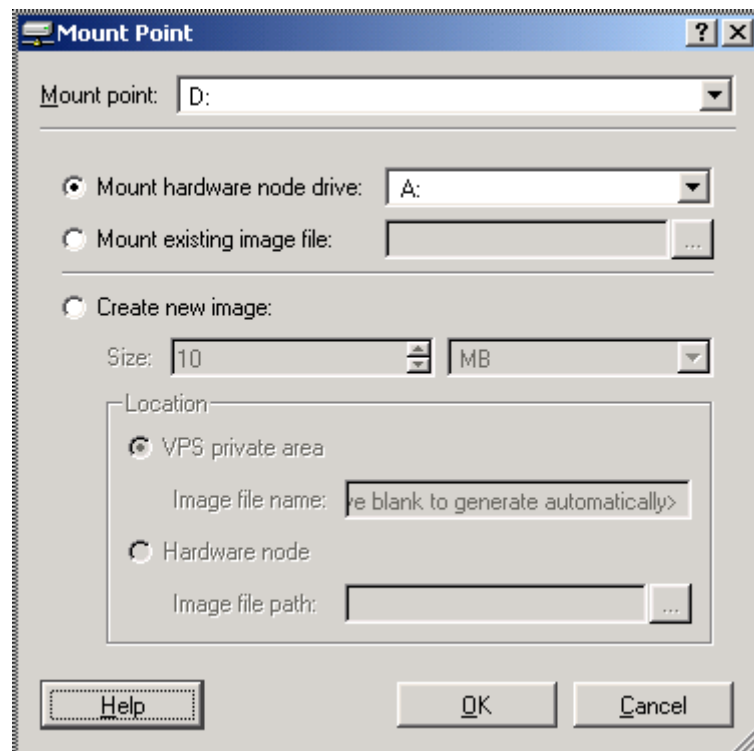 Mount Point
Mount point: D:
Mount hardware node drive: A:
Mount existing image file: ...
Create new image:
Size: 10 MB
Location
VPS private area
Image file name: ve blank to generate automatically>
Hardware node
Image file path: ...
Help OK Cancel